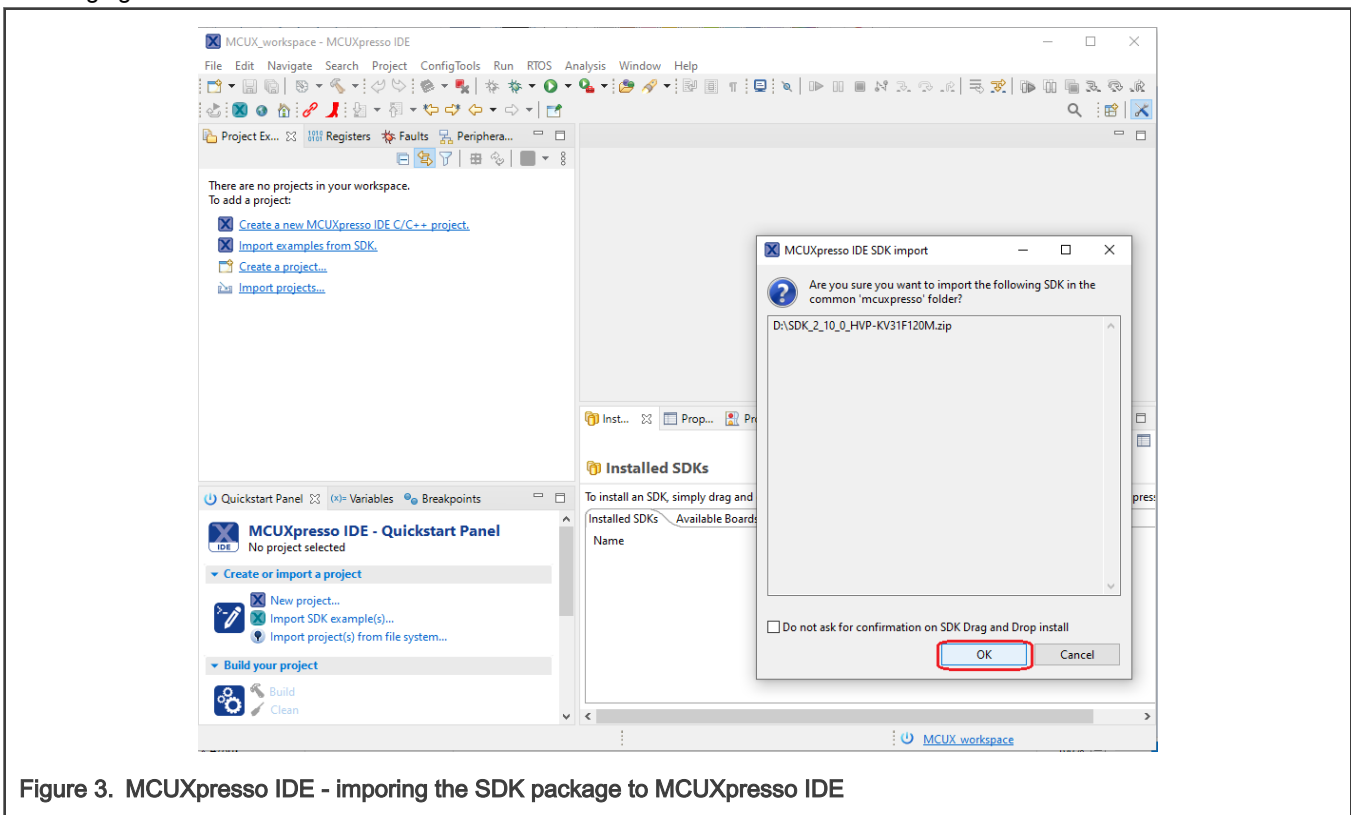 MCUX_workspace - MCUXpresso IDE
File Edit Navigate Search Project ConfigTools Run RTOS Analysis Window Help
Project Ex... Registers Faults Periphera...
There are no projects in your workspace.
To add a project:
Create a new MCUXpresso IDE C/C++ project.
Import examples from SDK.
Create a project...
Import projects...
MCUXpresso IDE SDK import
Are you sure you want to import the following SDK in the
common 'mcuxpresso' folder?
D:\SDK_2_10_0_HVP-KV31F120M.zip
Do not ask for confirmation on SDK Drag and Drop install
OK Cancel
Inst... Prop... Pr
Installed SDKs
To install an SDK, simply drag and
Installed SDKs Available Boards
Name
Quickstart Panel (x)= Variables Breakpoints
IDE
MCUXpresso IDE - Quickstart Panel
No project selected
Create or import a project
New project...
Import SDK example(s)...
Import project(s) from file system...
Build your project
Build
Clean
MCUX workspace
Figure 3. MCUXpresso IDE - imporing the SDK package to MCUXpresso IDE